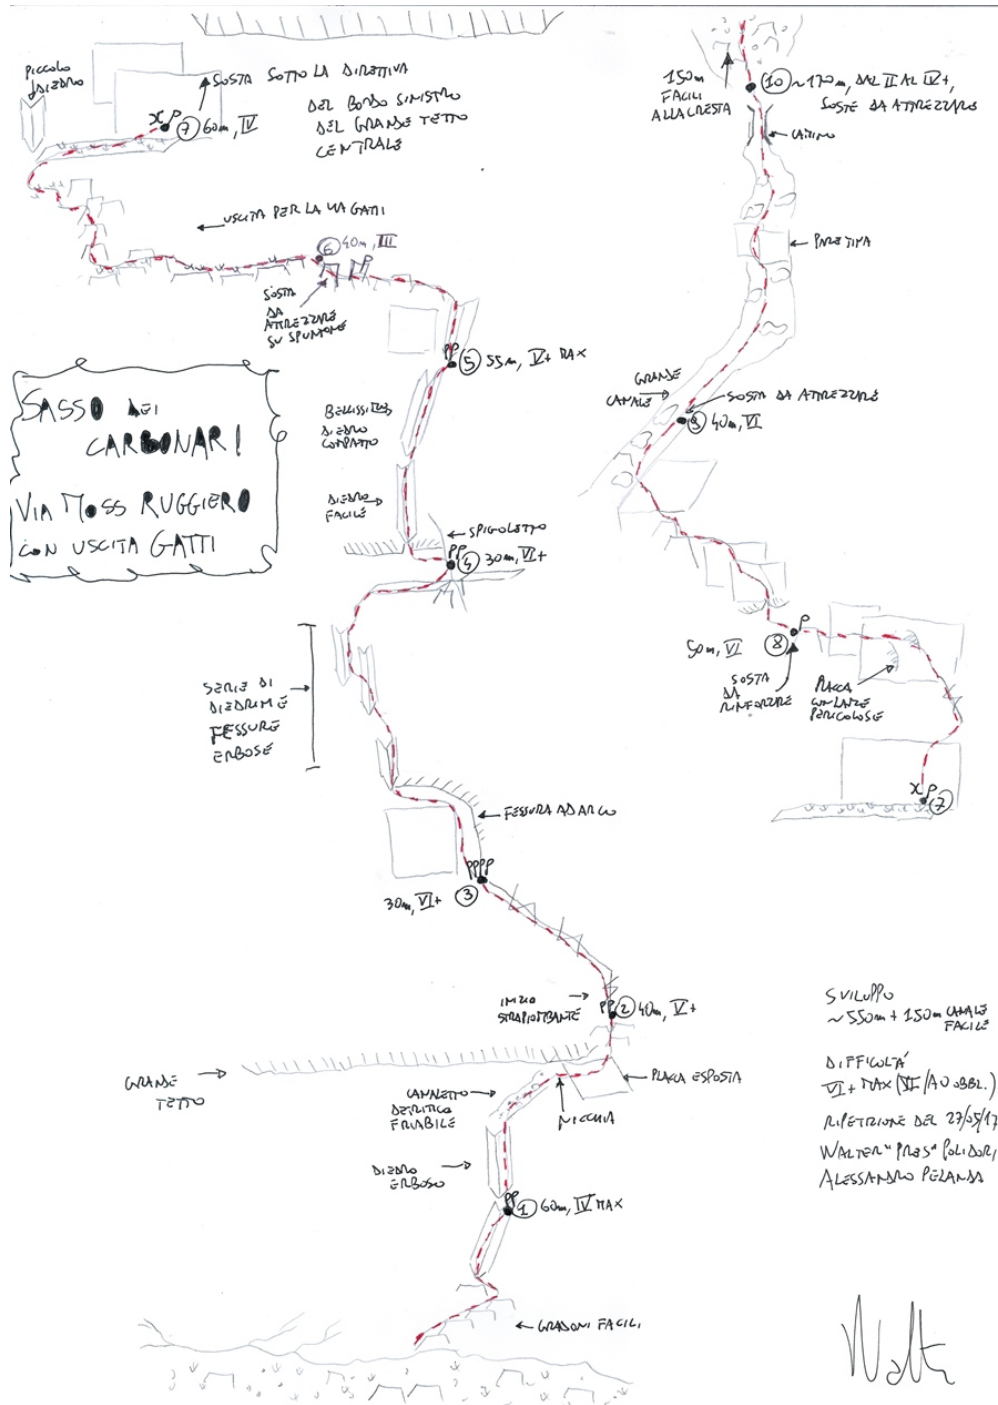 PICCOLO
DIEDRO
SOSTA SOTTO LA DIRETTIVA
DEL BORDO SINISTRO
DEL GRANDE TETTO
CENTRALE
X P
7 60m, IV
USCITA PER LA VIA GATTI
6 40m, III
P
SOSTA
DA
ATTREZZARE
SU SPUNTONE
PP
5 55m, V+ MAX
SASSO DEI
CARBONARI
VIA MOSS RUGGIERO
CON USCITA GATTI
BELLISSIMO
DIEDRO
COMPATTO
DIEDRO
FACILE
SPIGOLETTO
PP
4 30m, VI+
SERIE DI
DIEDRINI E
FESSURE
ERBOSE
FESSURA AD ARCO
PPPP
30m, VI+ 3
INIZIO
STRAPIOMBANTE
PP 2 40m, V+
GRANDE
TETTO
PLACCA ESPOSTA
CANALETTO
DETRITICO
FRIABILE
NICCHIA
DIEDRO
ERBOSO
PP
1 60m, IV MAX
GRADONI FACILI
150m
FACILI
ALLA CRESTA
10 ~170m, DAL II AL IV+,
SOSTE DA ATTREZZARE
CAMINO
PARETINA
GRANDE
CANALE
SOSTA DA ATTREZZARE
9 40m, VI
P
50m, VI 8
SOSTA
DA
RINFORZARE
PLACCA
CON LAME
PERICOLOSE
X P
7
SVILUPPO
~550m + 150m CANALE
FACILE
DIFFICOLTÁ
VI+ MAX (VI/A0 OBBL.)
RIPETIZIONE DEL 27/05/17
WALTER "PRES" POLIDORI,
ALESSANDRO PELANDA